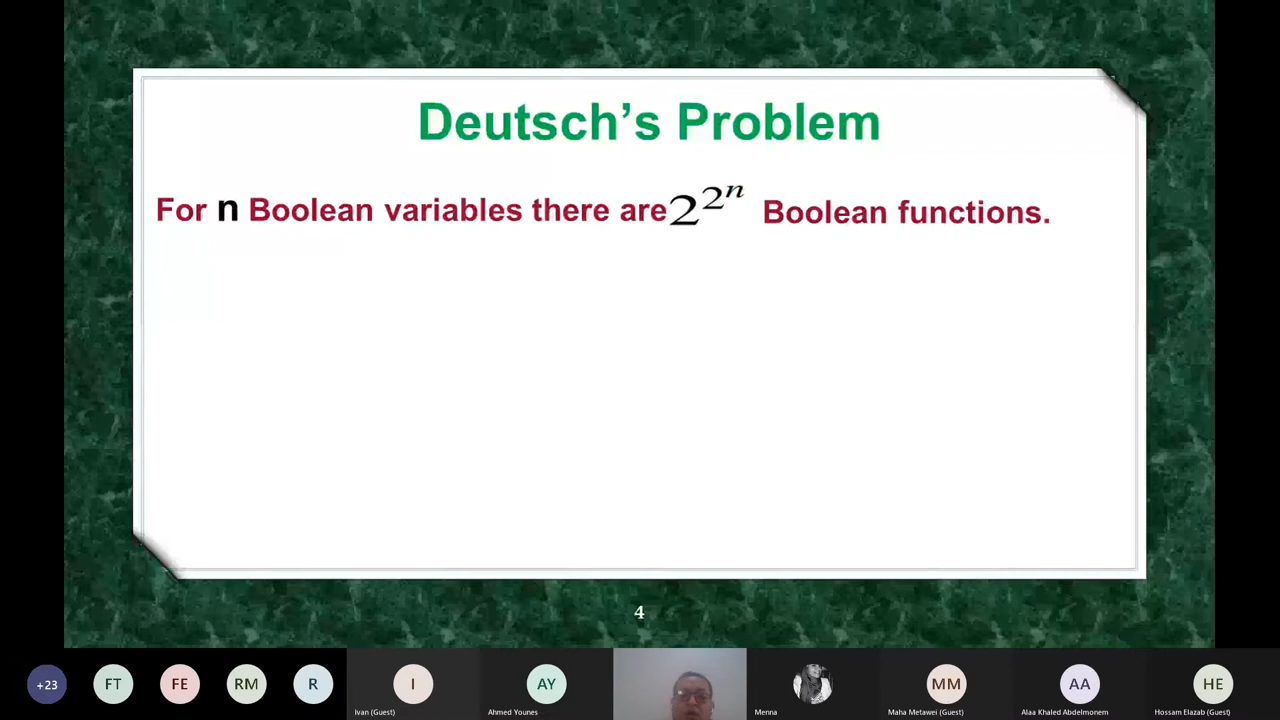 Deutsch's Problem
For n Boolean variables there are 2^{2^n} Boolean functions.
4
+23
FT
FE
RM
R
I
AY
MM
AA
HE
Ivan (Guest)
Ahmed Younes
Menna
Maha Metawei (Guest)
Alaa Khaled Abdelmonem
Hossam Elazab (Guest)